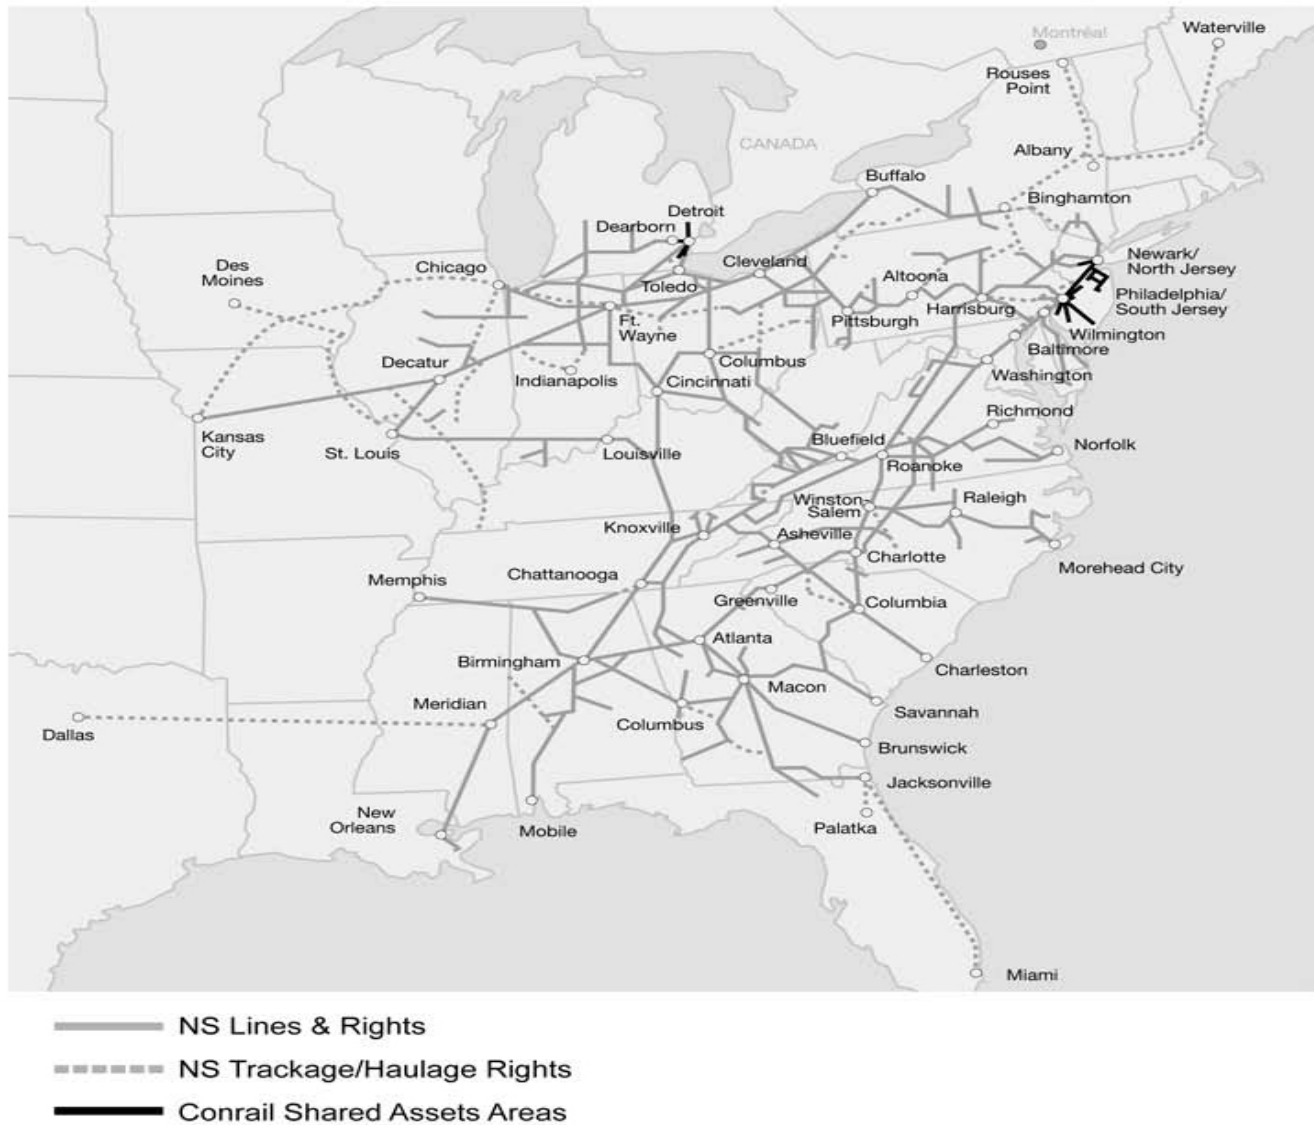 Montréal
Waterville
Rouses
Point
CANADA
Albany
Buffalo
Binghamton
Detroit
Dearborn
Des
Moines
Chicago
Toledo
Cleveland
Altoona
Newark/
North Jersey
Harrisburg
Philadelphia/
South Jersey
Ft.
Wayne
Pittsburgh
Wilmington
Baltimore
Decatur
Indianapolis
Columbus
Washington
Cincinnati
Kansas
City
St. Louis
Louisville
Bluefield
Richmond
Roanoke
Norfolk
Winston-
Salem
Raleigh
Knoxville
Asheville
Charlotte
Morehead City
Memphis
Chattanooga
Greenville
Columbia
Birmingham
Atlanta
Charleston
Meridian
Macon
Columbus
Savannah
Dallas
Brunswick
Jacksonville
New
Orleans
Mobile
Palatka
Miami
NS Lines & Rights
NS Trackage/Haulage Rights
Conrail Shared Assets Areas